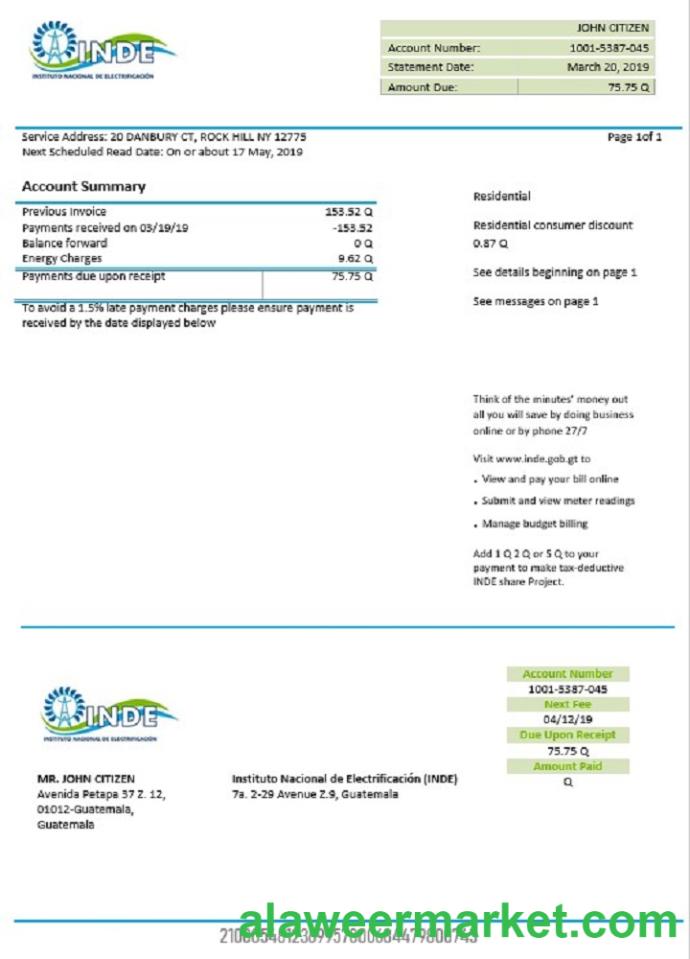 INDE
INSTITUTO NACIONAL DE ELECTRIFICACIÓN
JOHN CITIZEN
Account Number: 1001-5387-045
Statement Date: March 20, 2019
Amount Due: 75.75 Q
Service Address: 20 DANBURY CT, ROCK HILL NY 12775
Page 1of 1
Next Scheduled Read Date: On or about 17 May, 2019
Account Summary
Previous Invoice 153.52 Q
Payments received on 03/19/19 -153.52
Balance forward 0 Q
Energy Charges 9.62 Q
Payments due upon receipt 75.75 Q
To avoid a 1.5% late payment charges please ensure payment is
received by the date displayed below
Residential
Residential consumer discount
0.87 Q
See details beginning on page 1
See messages on page 1
Think of the minutes' money out
all you will save by doing business
online or by phone 27/7
Visit www.inde.gob.gt to
• View and pay your bill online
• Submit and view meter readings
• Manage budget billing
Add 1 Q 2 Q or 5 Q to your
payment to make tax-deductive
INDE share Project.
INDE
INSTITUTO NACIONAL DE ELECTRIFICACIÓN
Account Number
1001-5387-045
Next Fee
04/12/19
Due Upon Receipt
75.75 Q
Amount Paid
Q
MR. JOHN CITIZEN
Avenida Petapa 37 Z. 12,
01012-Guatemala,
Guatemala
Instituto Nacional de Electrificación (INDE)
7a. 2-29 Avenue Z.9, Guatemala
alaweermarket.com